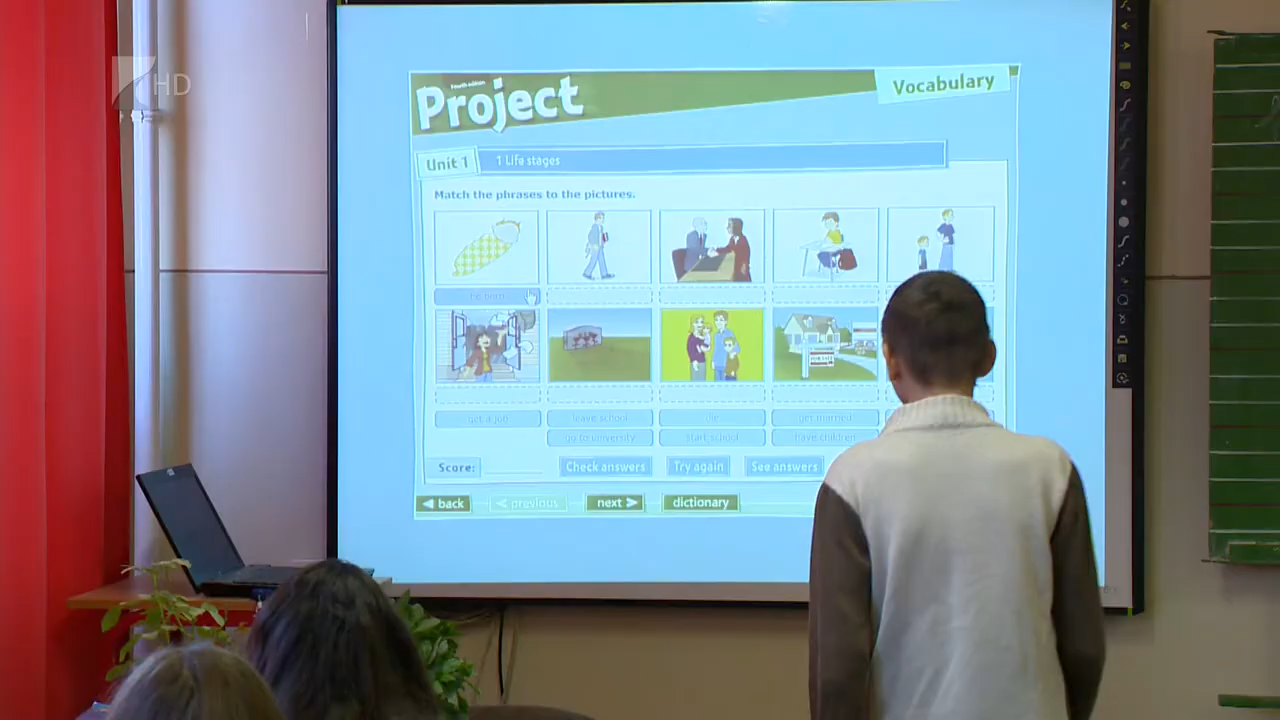 HD
Fourth edition
Project
Vocabulary
Unit 1
1 Life stages
Match the phrases to the pictures.
be born
get a job
leave school
die
get married
go to university
start school
have children
Score:
Check answers
Try again
See answers
◄ back
< previous
next >
dictionary